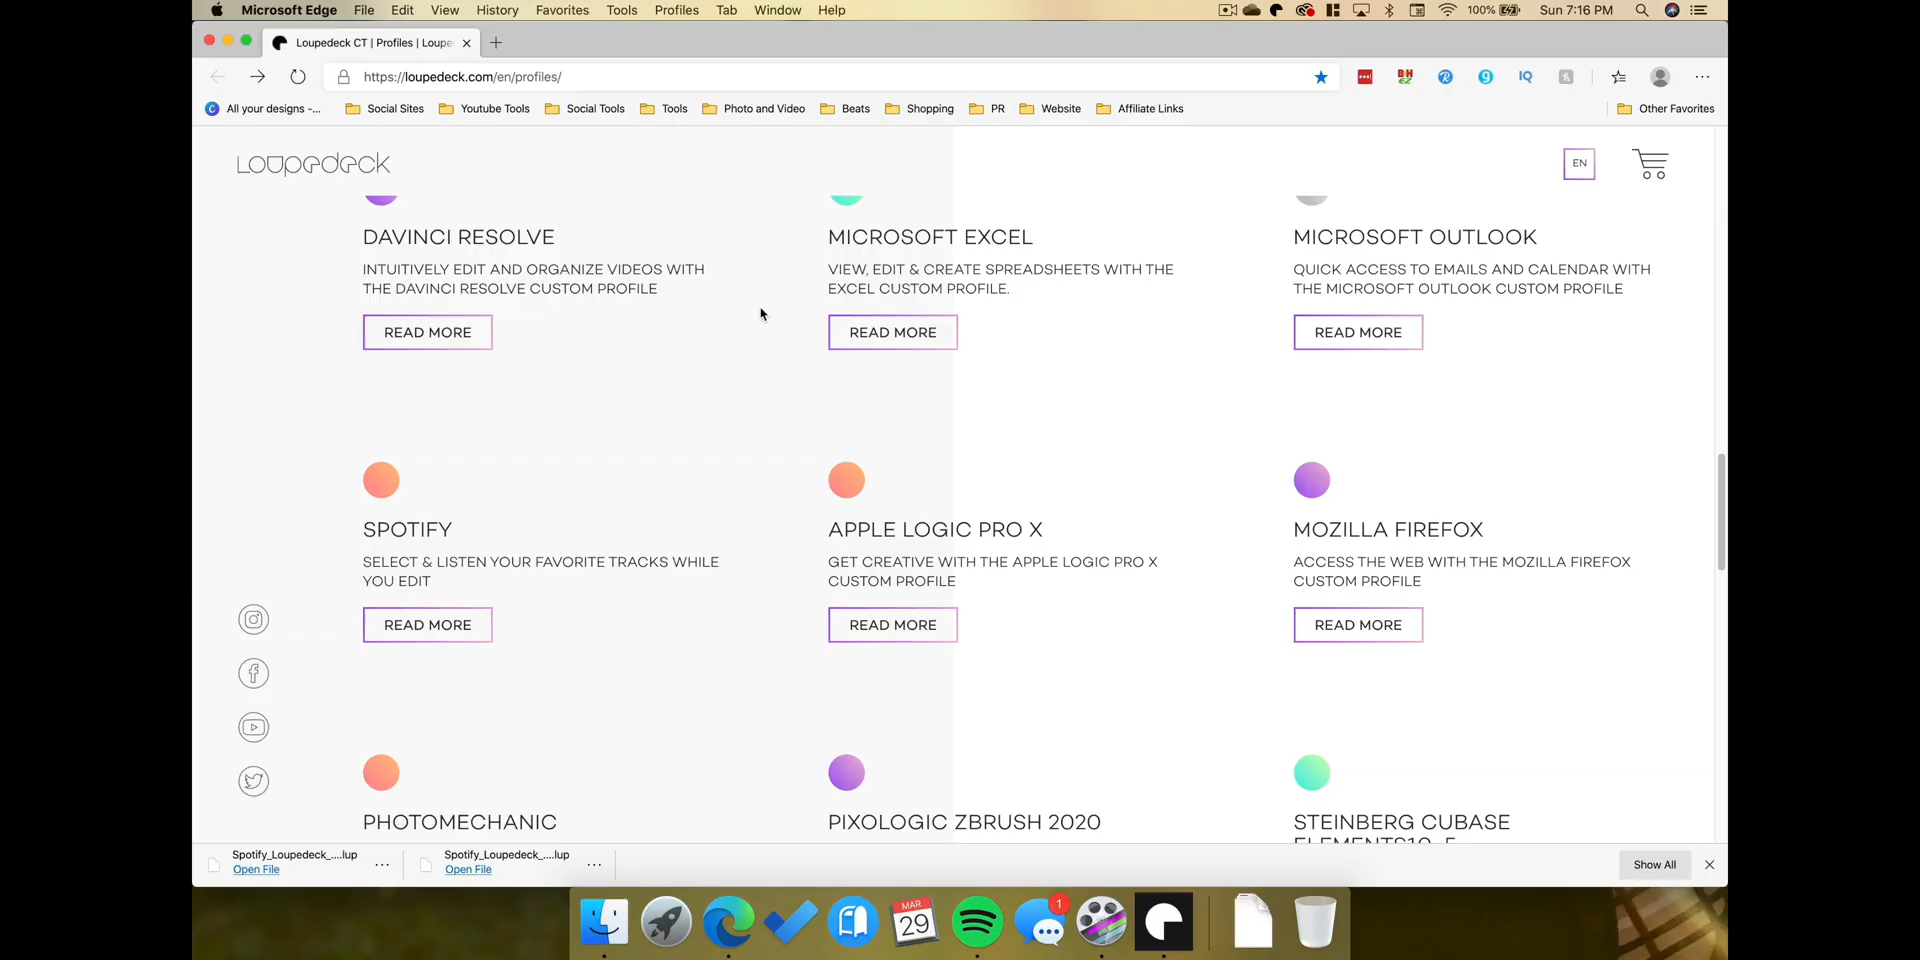 Microsoft Edge File Edit View History Favorites Tools Profiles Tab Window Help 100% Sun 7:16 PM
Loupedeck CT | Profiles | Loupe
https://loupedeck.com/en/profiles/
BH
EZ
IQ
All your designs -... Social Sites Youtube Tools Social Tools Tools Photo and Video Beats Shopping PR Website Affiliate Links Other Favorites
Loupedeck
EN
DAVINCI RESOLVE
INTUITIVELY EDIT AND ORGANIZE VIDEOS WITH
THE DAVINCI RESOLVE CUSTOM PROFILE
READ MORE
MICROSOFT EXCEL
VIEW, EDIT & CREATE SPREADSHEETS WITH THE
EXCEL CUSTOM PROFILE.
READ MORE
MICROSOFT OUTLOOK
QUICK ACCESS TO EMAILS AND CALENDAR WITH
THE MICROSOFT OUTLOOK CUSTOM PROFILE
READ MORE
SPOTIFY
SELECT & LISTEN YOUR FAVORITE TRACKS WHILE
YOU EDIT
READ MORE
APPLE LOGIC PRO X
GET CREATIVE WITH THE APPLE LOGIC PRO X
CUSTOM PROFILE
READ MORE
MOZILLA FIREFOX
ACCESS THE WEB WITH THE MOZILLA FIREFOX
CUSTOM PROFILE
READ MORE
PHOTOMECHANIC
PIXOLOGIC ZBRUSH 2020
STEINBERG CUBASE
ELEMENTS10_5
Spotify_Loupedeck_....lup
Open File
Spotify_Loupedeck_....lup
Open File
Show All
MAR
29
1